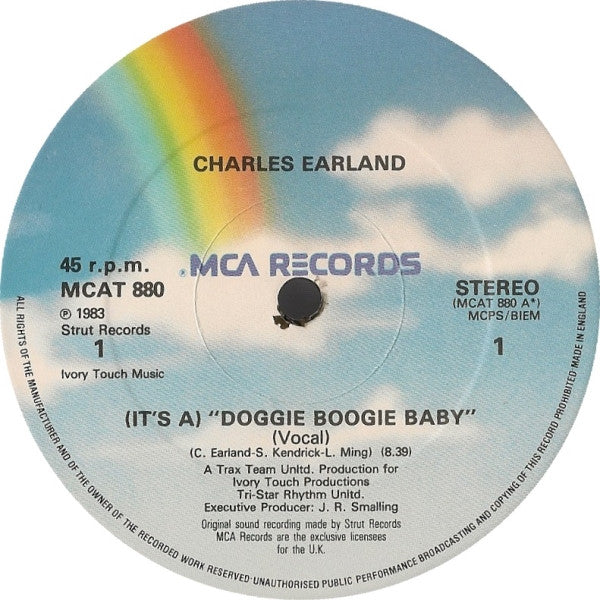 CHARLES EARLAND
MCA RECORDS
45 r.p.m.
MCAT 880
℗ 1983
Strut Records
1
Ivory Touch Music
STEREO
(MCAT 880 A*)
MCPS/BIEM
1
(IT'S A) "DOGGIE BOOGIE BABY"
(Vocal)
(C. Earland-S. Kendrick-L. Ming) (8.39)
A Trax Team Unltd. Production for
Ivory Touch Productions
Tri-Star Rhythm Unltd.
Executive Producer: J. R. Smalling
Original sound recording made by Strut Records
MCA Records are the exclusive licensees
for the U.K.
ALL RIGHTS OF THE MANUFACTURER AND OF THE OWNER OF THE RECORDED WORK RESERVED·UNAUTHORISED PUBLIC PERFORMANCE BROADCASTING AND COPYING OF THIS RECORD PROHIBITED·MADE IN ENGLAND